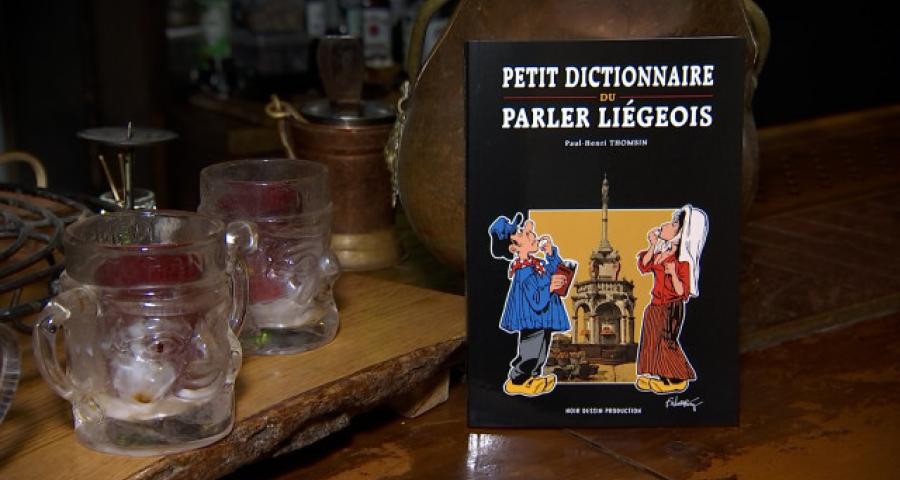 PETIT DICTIONNAIRE
DU
PARLER LIÉGEOIS
Paul-Henri THOMSIN
NOIR DESSIN PRODUCTION